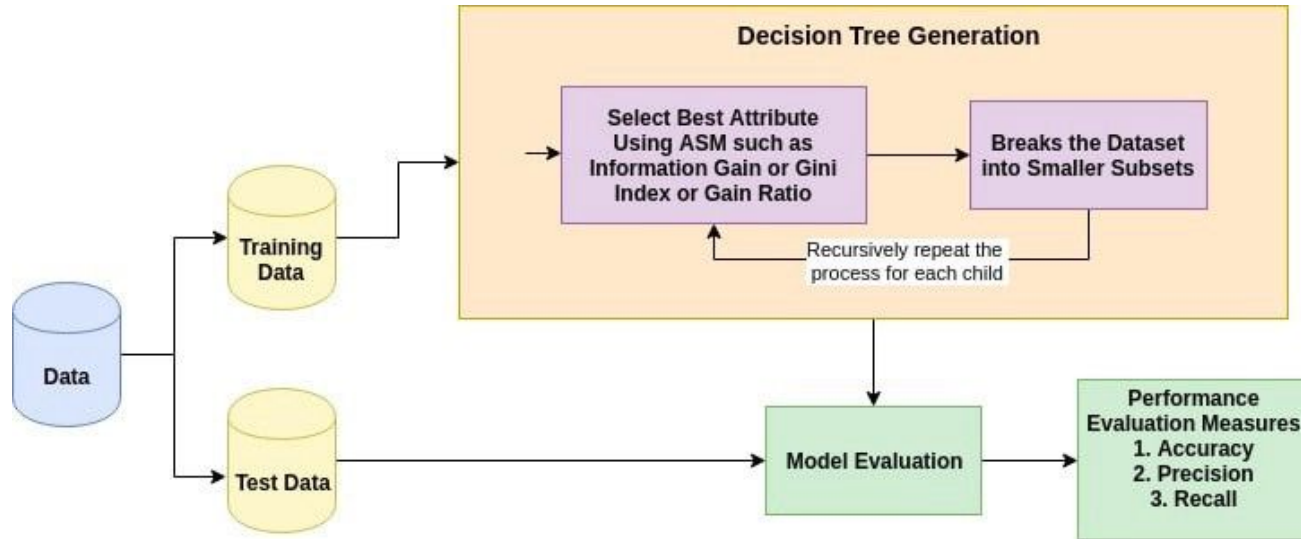 Decision Tree Generation
Select Best Attribute
Using ASM such as
Information Gain or Gini
Index or Gain Ratio
Breaks the Dataset
into Smaller Subsets
Recursively repeat the
process for each child
Training
Data
Data
Test Data
Model Evaluation
Performance
Evaluation Measures
1. Accuracy
2. Precision
3. Recall